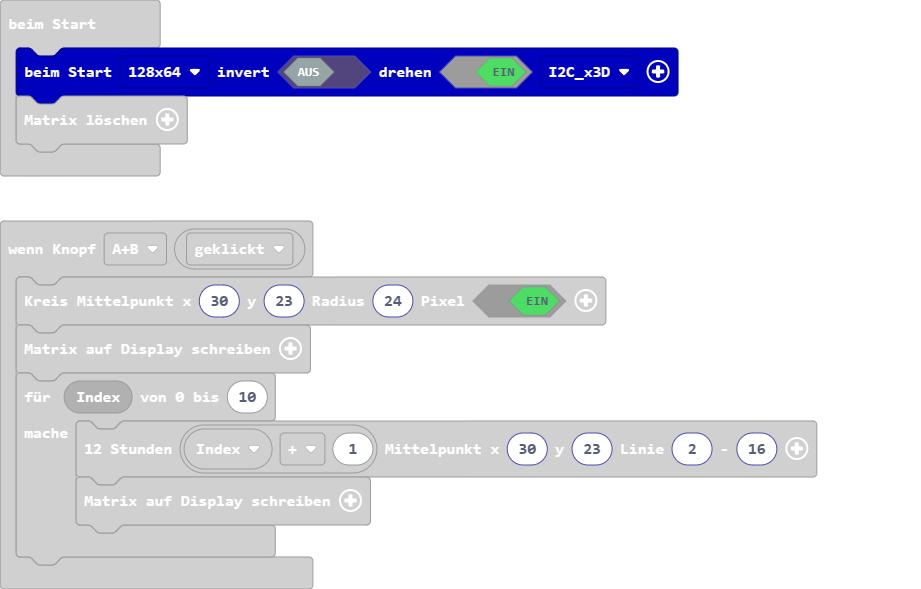 beim Start
beim Start 128x64 invert AUS drehen EIN I2C_x3D
Matrix löschen
wenn Knopf A+B geklickt
Kreis Mittelpunkt x 30 y 23 Radius 24 Pixel EIN
Matrix auf Display schreiben
für Index von 0 bis 10
mache
12 Stunden Index + 1 Mittelpunkt x 30 y 23 Linie 2 - 16
Matrix auf Display schreiben